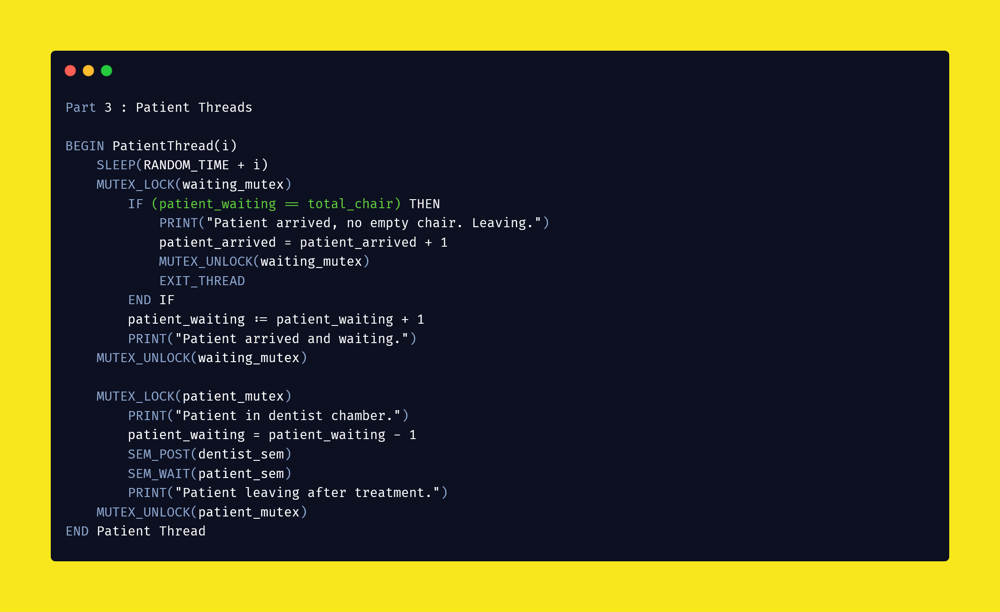 Part 3 : Patient Threads
BEGIN PatientThread(i)
SLEEP(RANDOM_TIME + i)
MUTEX_LOCK(waiting_mutex)
IF (patient_waiting == total_chair) THEN
PRINT("Patient arrived, no empty chair. Leaving.")
patient_arrived = patient_arrived + 1
MUTEX_UNLOCK(waiting_mutex)
EXIT_THREAD
END IF
patient_waiting := patient_waiting + 1
PRINT("Patient arrived and waiting.")
MUTEX_UNLOCK(waiting_mutex)
MUTEX_LOCK(patient_mutex)
PRINT("Patient in dentist chamber.")
patient_waiting = patient_waiting - 1
SEM_POST(dentist_sem)
SEM_WAIT(patient_sem)
PRINT("Patient leaving after treatment.")
MUTEX_UNLOCK(patient_mutex)
END Patient Thread